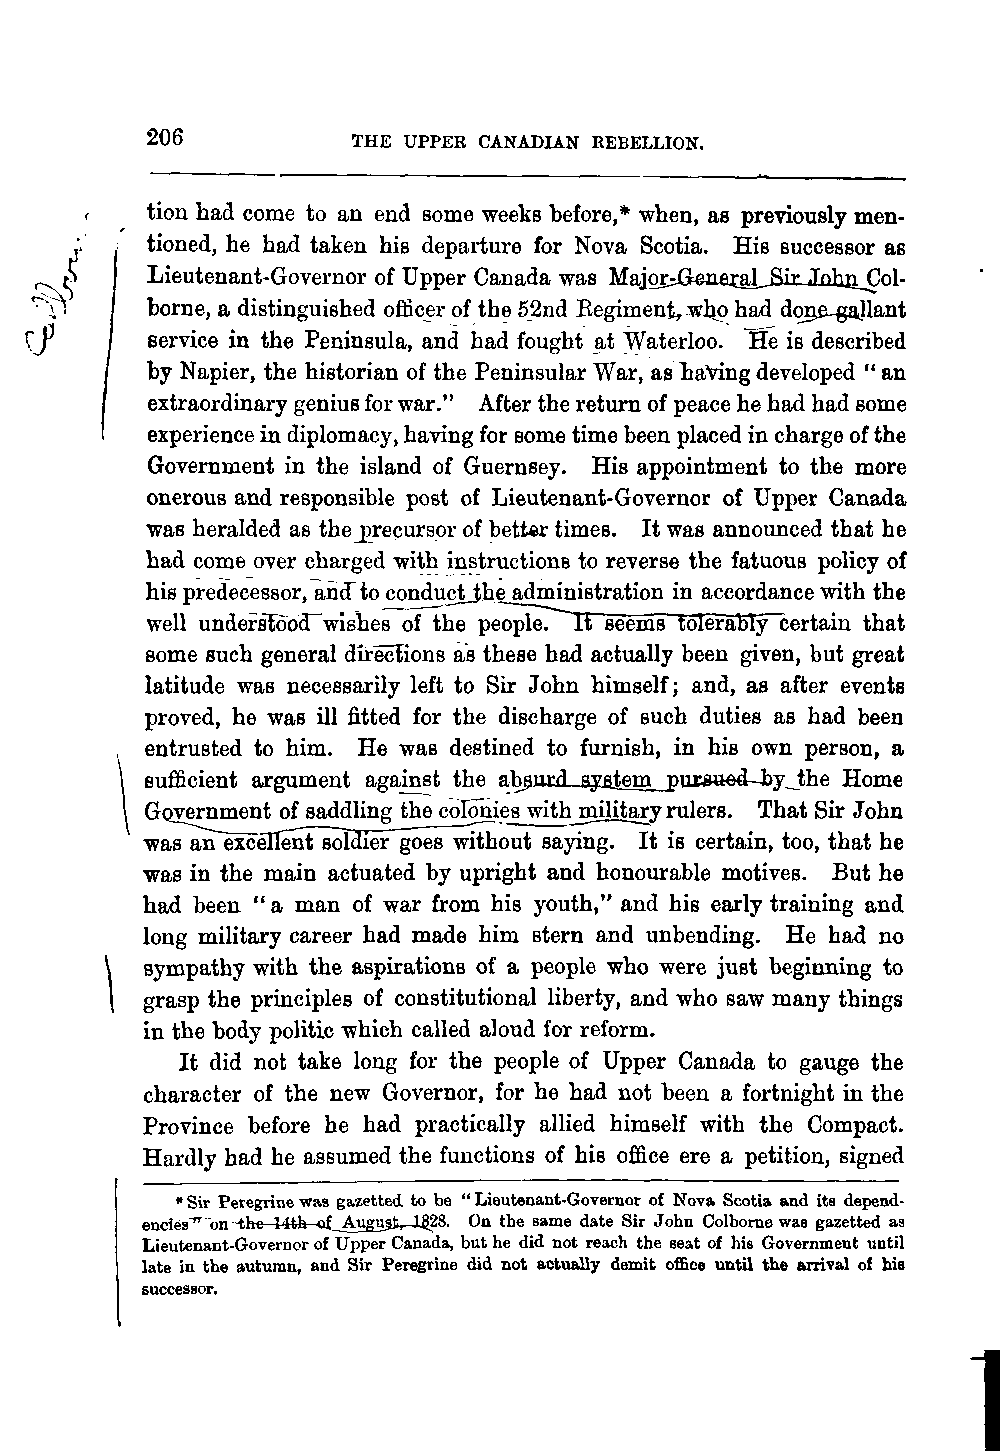 206 THE UPPER CANADIAN REBELLION.
tion had come to an end some weeks before,* when, as previously men-
tioned, he had taken his departure for Nova Scotia. His successor as
Lieutenant-Governor of Upper Canada was Major-General Sir John Col-
borne, a distinguished officer of the 52nd Regiment, who had done gallant
service in the Peninsula, and had fought at Waterloo. He is described
by Napier, the historian of the Peninsular War, as having developed "an
extraordinary genius for war." After the return of peace he had had some
experience in diplomacy, having for some time been placed in charge of the
Government in the island of Guernsey. His appointment to the more
onerous and responsible post of Lieutenant-Governor of Upper Canada
was heralded as the precursor of better times. It was announced that he
had come over charged with instructions to reverse the fatuous policy of
his predecessor, and to conduct the administration in accordance with the
well understood wishes of the people. It seems tolerably certain that
some such general directions as these had actually been given, but great
latitude was necessarily left to Sir John himself; and, as after events
proved, he was ill fitted for the discharge of such duties as had been
entrusted to him. He was destined to furnish, in his own person, a
sufficient argument against the absurd system pursued by the Home
Government of saddling the colonies with military rulers. That Sir John
was an excellent soldier goes without saying. It is certain, too, that he
was in the main actuated by upright and honourable motives. But he
had been "a man of war from his youth," and his early training and
long military career had made him stern and unbending. He had no
sympathy with the aspirations of a people who were just beginning to
grasp the principles of constitutional liberty, and who saw many things
in the body politic which called aloud for reform.
It did not take long for the people of Upper Canada to gauge the
character of the new Governor, for he had not been a fortnight in the
Province before he had practically allied himself with the Compact.
Hardly had he assumed the functions of his office ere a petition, signed
*Sir Peregrine was gazetted to be "Lieutenant-Governor of Nova Scotia and its depend-
encies" on the 14th of August, 1828. On the same date Sir John Colborne was gazetted as
Lieutenant-Governor of Upper Canada, but he did not reach the seat of his Government until
late in the autumn, and Sir Peregrine did not actually demit office until the arrival of his
successor.